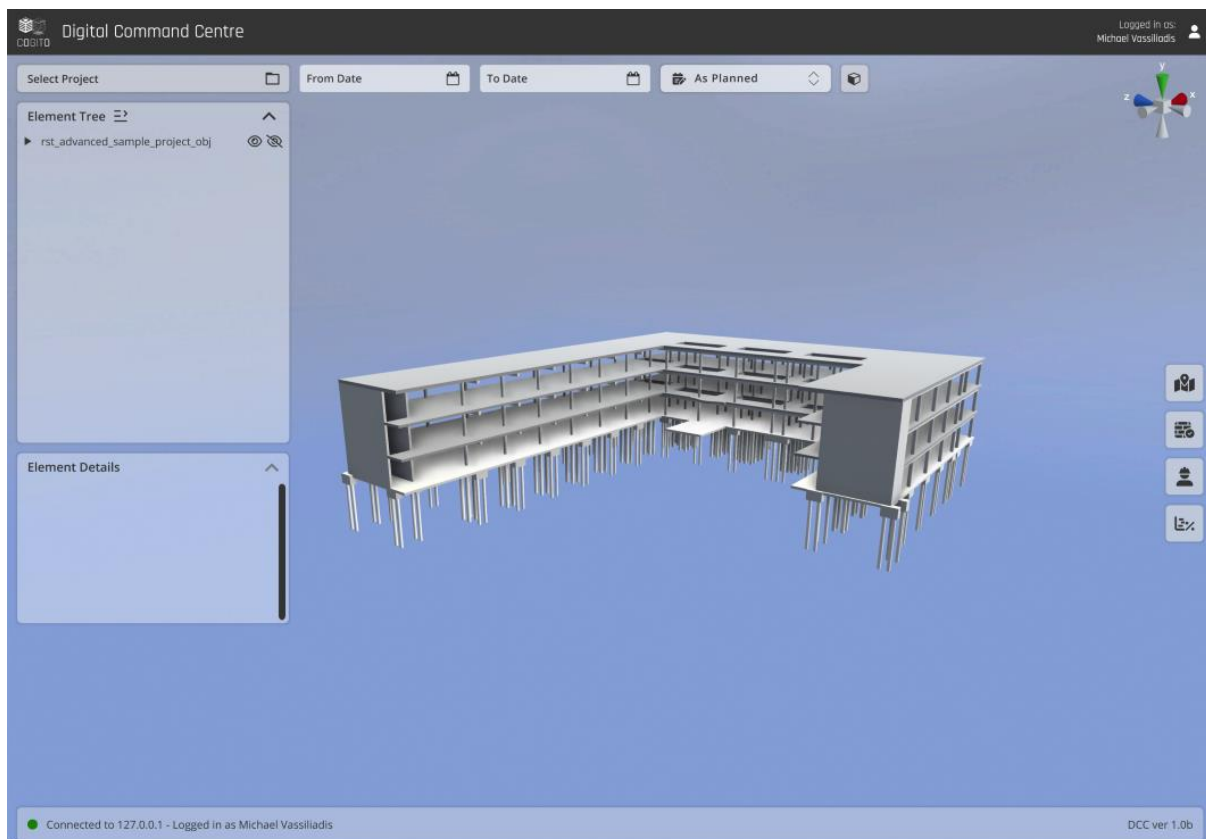 COGITO
Digital Command Centre
Logged in as:
Michael Vassiliadis
Select Project
From Date
To Date
As Planned
Element Tree
rst_advanced_sample_project_obj
Element Details
y
z
x
Connected to 127.0.0.1 - Logged in as Michael Vassiliadis
DCC ver 1.0b